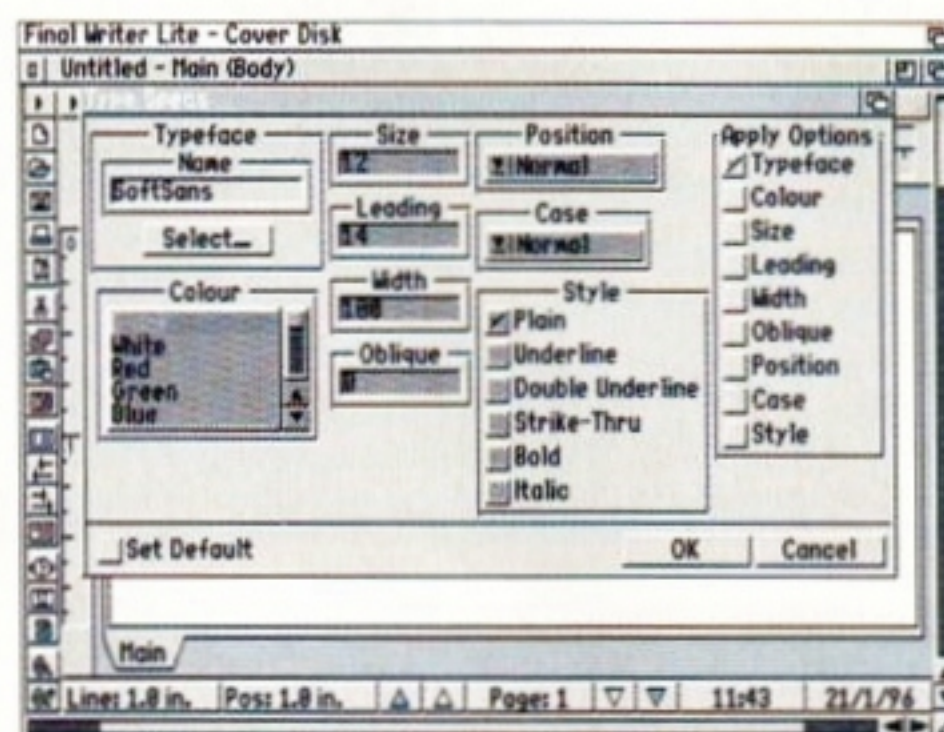 Final Writer Lite - Cover Disk
Untitled - Main (Body)
Type Specs
Typeface
Name
SoftSans
Select...
Colour
White
Red
Green
Blue
Size
12
Leading
14
Width
100
Oblique
0
Position
Normal
Case
Normal
Style
Plain
Underline
Double Underline
Strike-Thru
Bold
Italic
Apply Options
Typeface
Colour
Size
Leading
Width
Oblique
Position
Case
Style
Set Default
OK
Cancel
Main
Line: 1.0 in. Pos: 1.0 in. Page: 1 11:43 21/1/96